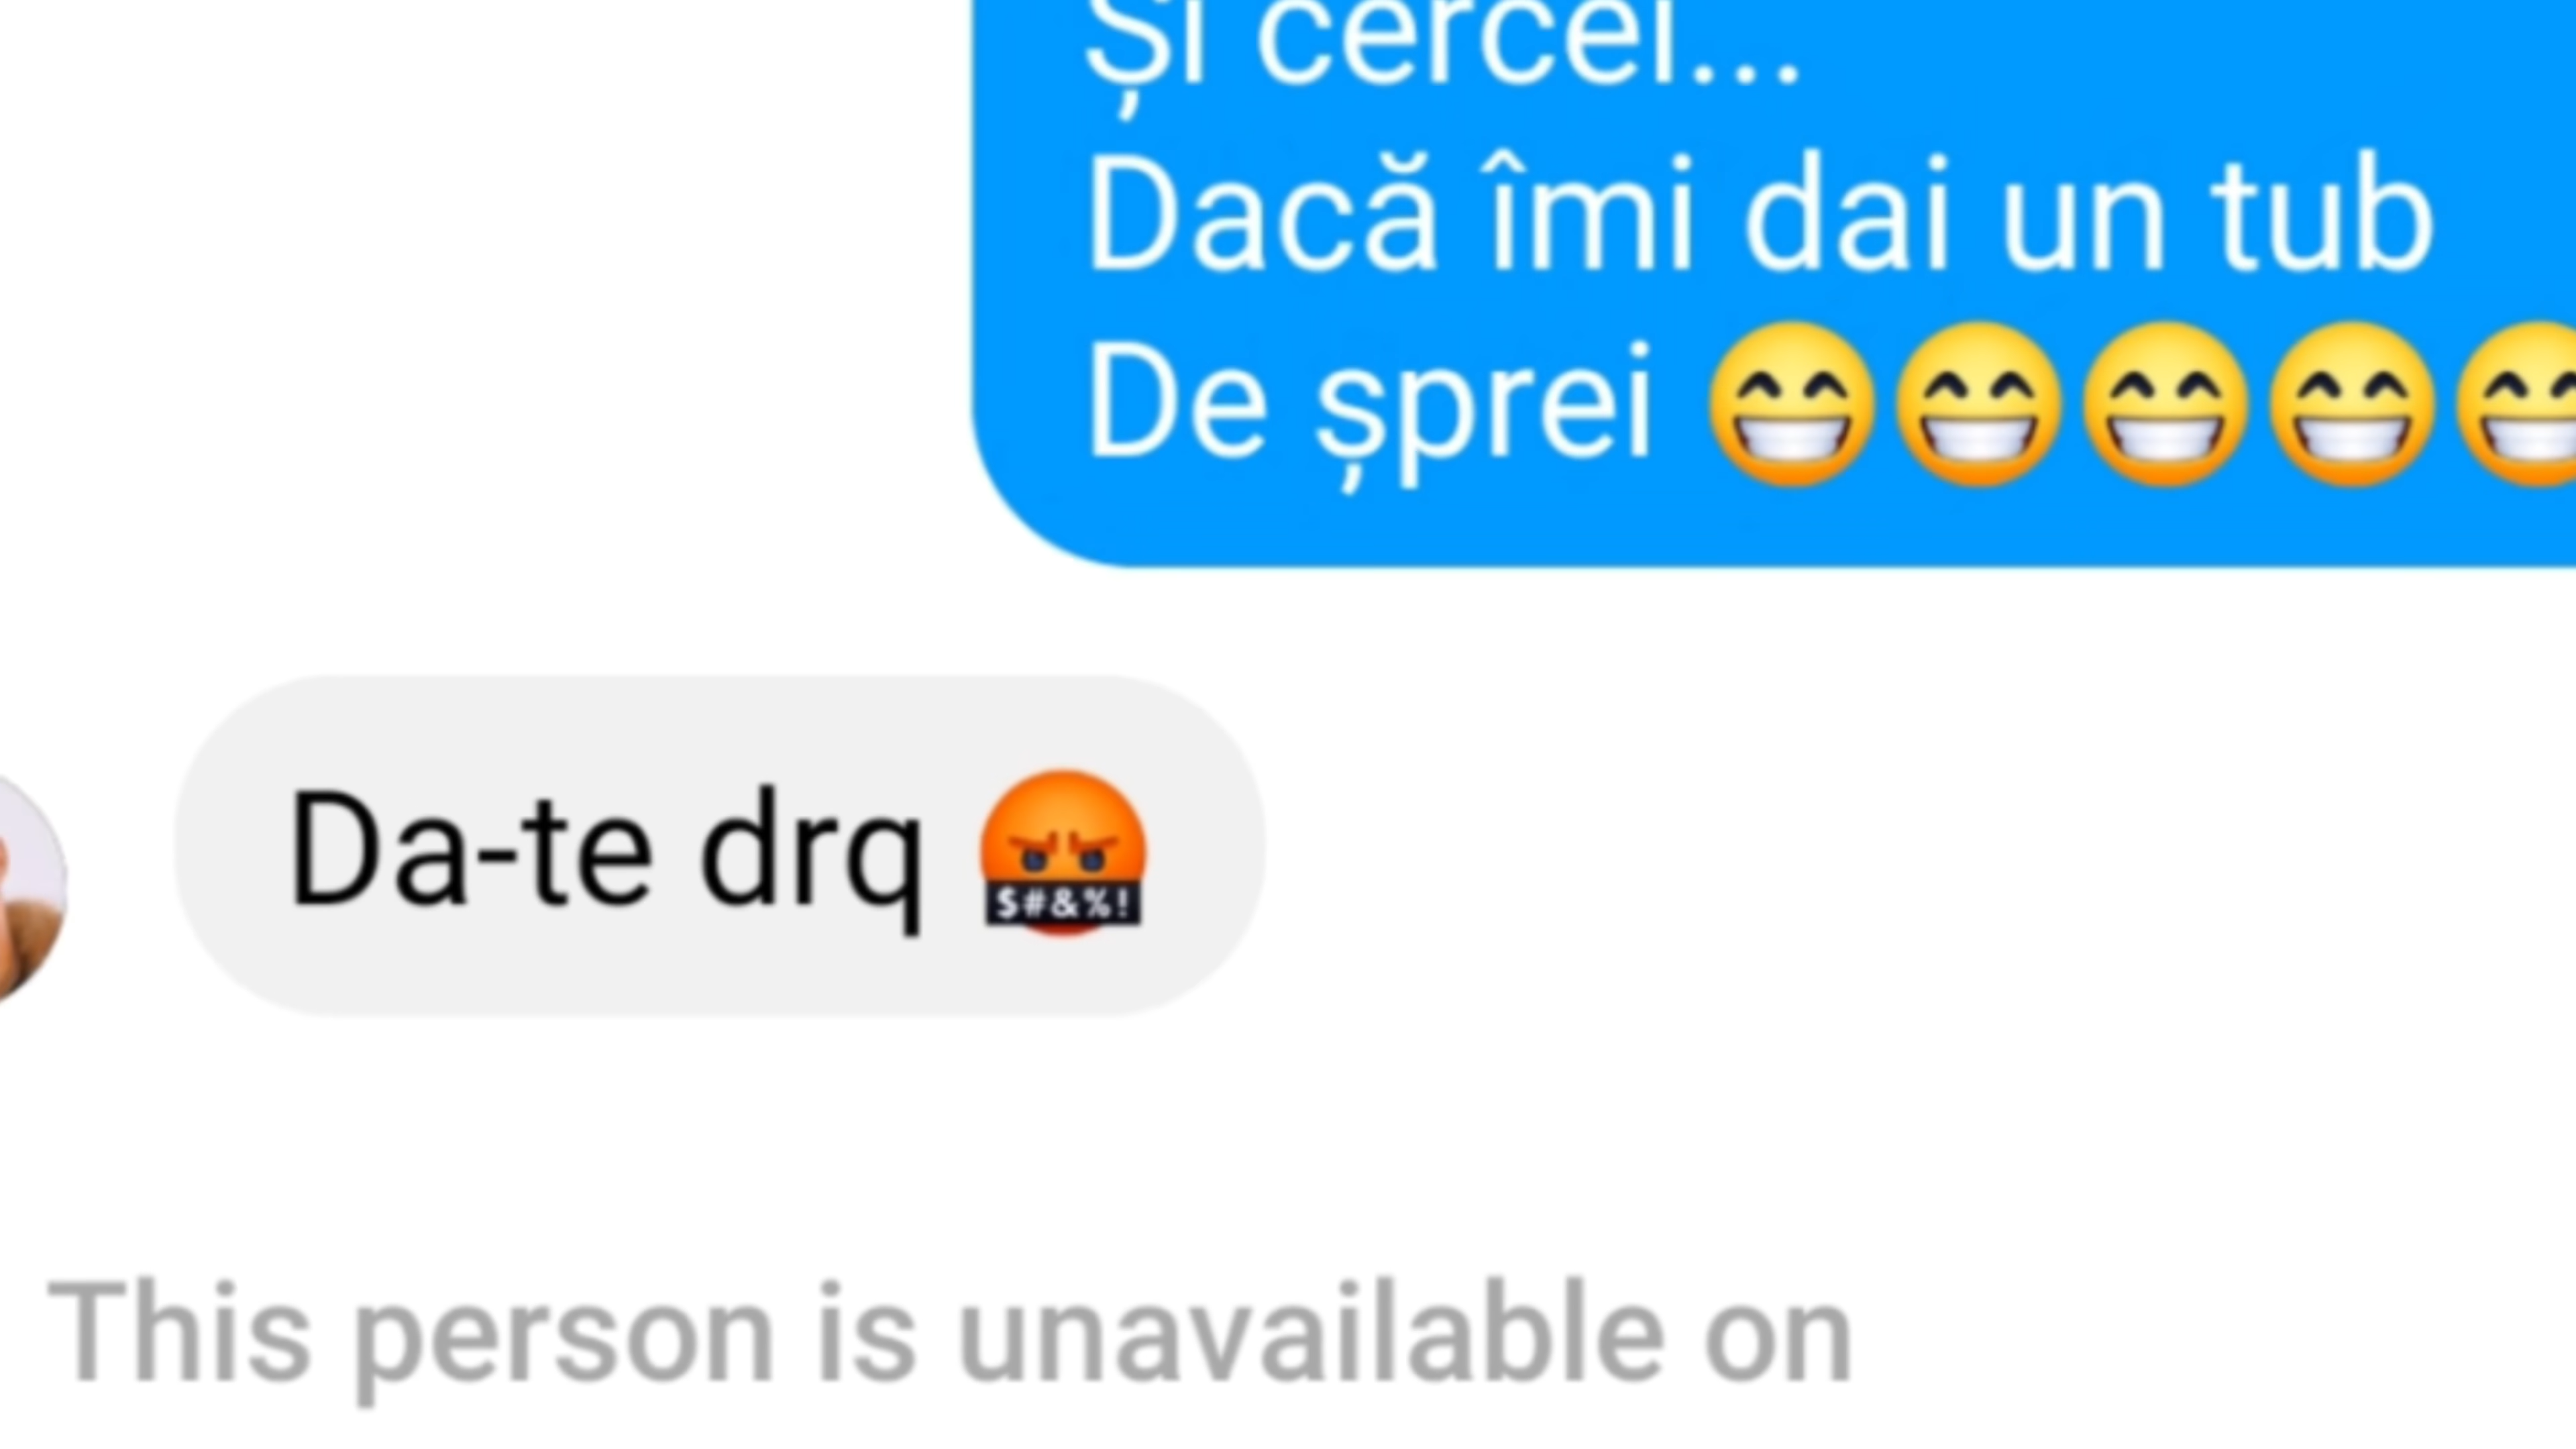 Și cercei...
Dacă îmi dai un tub
De șprei 😁😁😁😁😁
Da-te drq 🤬
$#&%!
This person is unavailable on